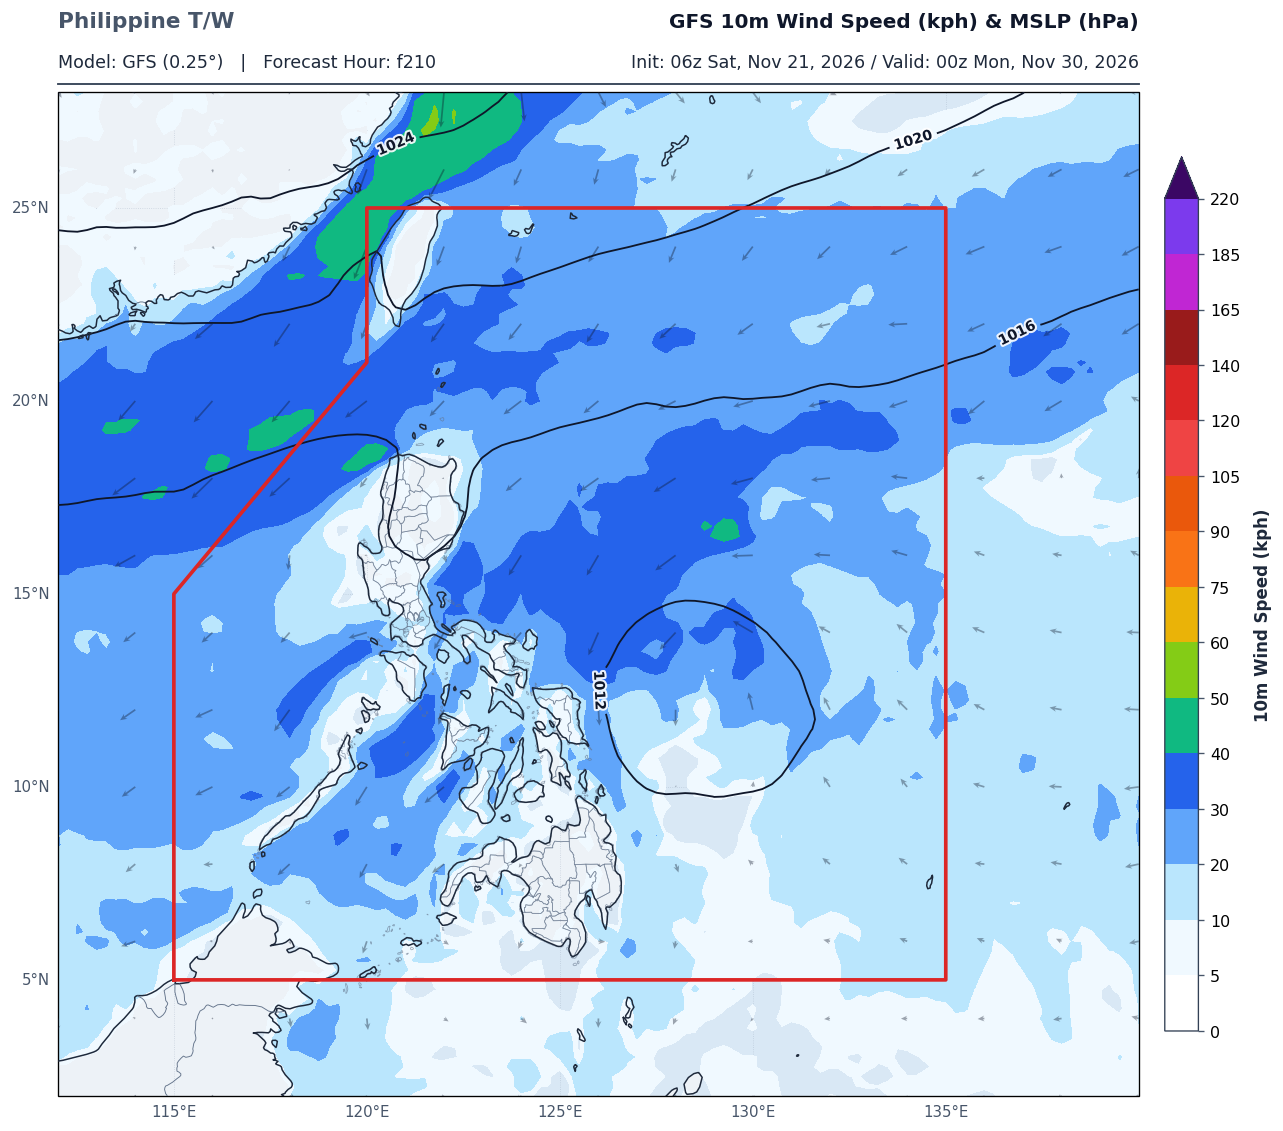 Philippine T/W
GFS 10m Wind Speed (kph) & MSLP (hPa)
Model: GFS (0.25°) | Forecast Hour: f210
Init: 06z Sat, Nov 21, 2026 / Valid: 00z Mon, Nov 30, 2026
1024
1020
1016
1012
25°N
20°N
15°N
10°N
5°N
115°E
120°E
125°E
130°E
135°E
220
185
165
140
120
105
90
75
60
50
40
30
20
10
5
0
10m Wind Speed (kph)